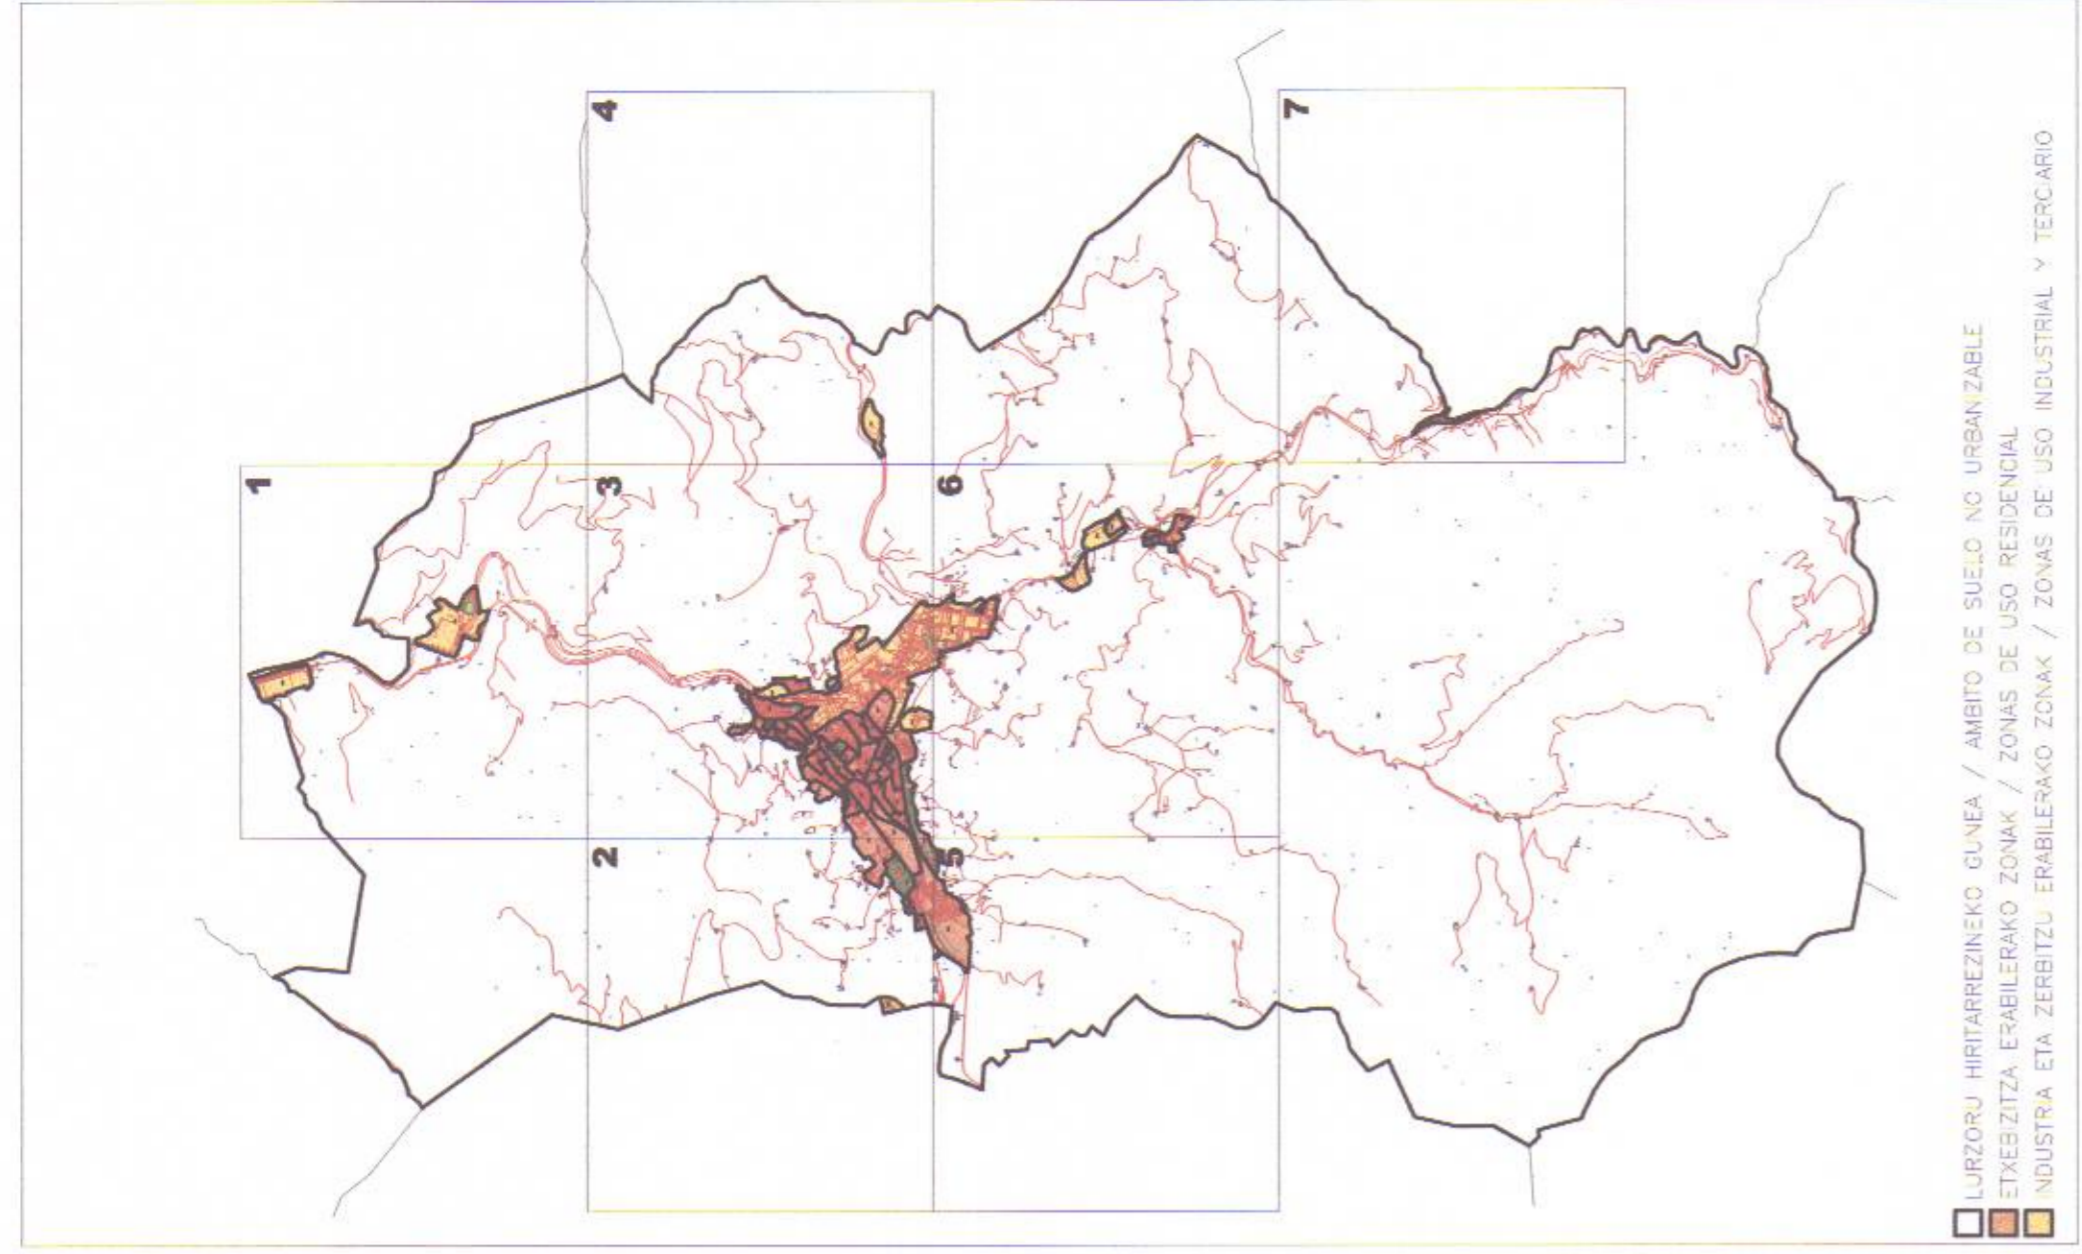 1
4
3
2
6
5
7
LURZORU HIRITARREZINEKO GUNEA / AMBITO DE SUELO NO URBANIZABLE
ETXEBIZITZA ERABILERAKO ZONAK / ZONAS DE USO RESIDENCIAL
INDUSTRA ETA ZERBITZU ERABILERAKO ZONAK / ZONAS DE USO INDUSTRIAL Y TERCIARIO